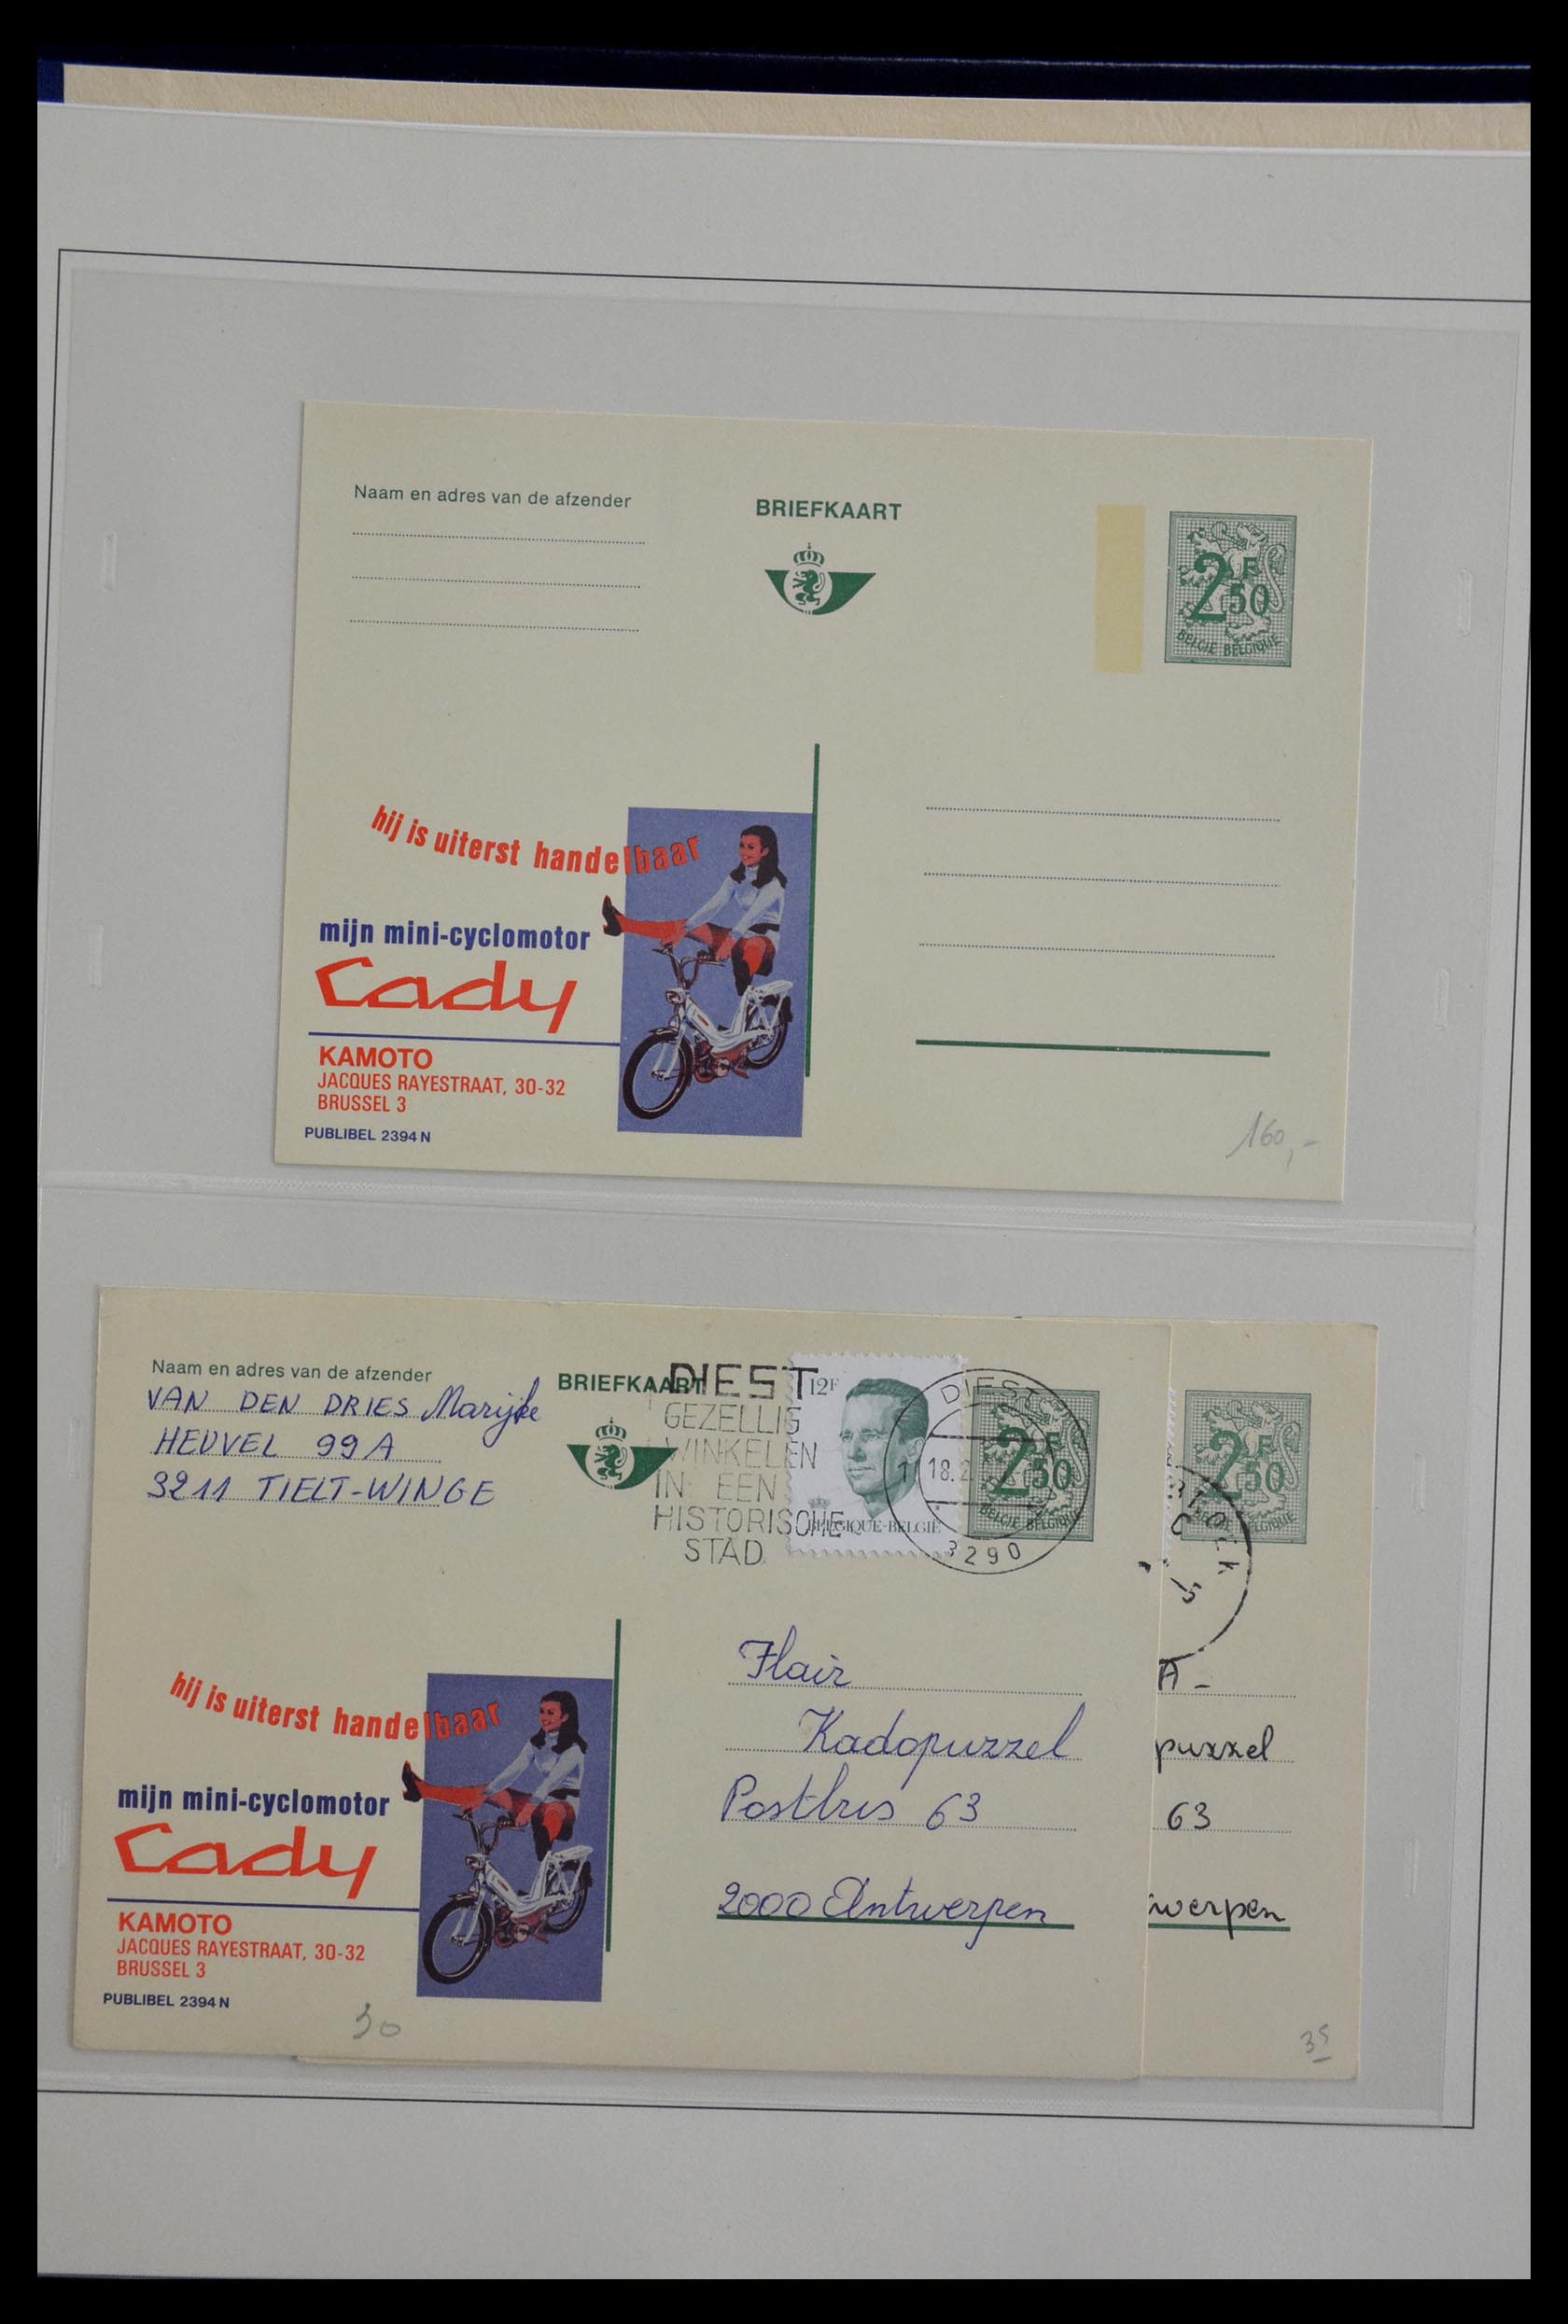 Naam en adres van de afzender
BRIEFKAART
2F50
BELGIE BELGIQUE
hij is uiterst handelbaar
mijn mini-cyclomotor
Cady
KAMOTO
JACQUES RAYESTRAAT, 30-32
BRUSSEL 3
PUBLIBEL 2394 N
160,-
Naam en adres van de afzender
VAN DEN DRIES Marijke
HEUVEL 99A
3211 TIELT-WINGE
BRIEFKAART
DIEST
GEZELLIG
WINKELEN
IN EEN
HISTORISCHE
STAD
12F
BELGIQUE-BELGIË
DIEST
18.2
3290
2F50
BELGIE BELGIQUE
2F50
BELGIE BELGIQUE
Flair
Kadopuzzel
Postbus 63
2000 Antwerpen
A-
puzzel
63
werpen
hij is uiterst handelbaar
mijn mini-cyclomotor
Cady
KAMOTO
JACQUES RAYESTRAAT, 30-32
BRUSSEL 3
PUBLIBEL 2394 N
30
35